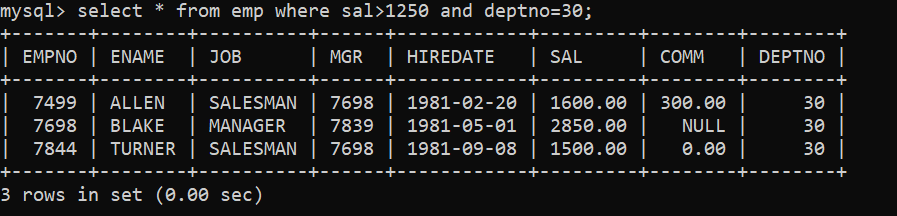 mysql> select * from emp where sal>1250 and deptno=30;
+-------+--------+----------+------+------------+---------+--------+--------+
| EMPNO | ENAME  | JOB      | MGR  | HIREDATE   | SAL     | COMM   | DEPTNO |
+-------+--------+----------+------+------------+---------+--------+--------+
|  7499 | ALLEN  | SALESMAN | 7698 | 1981-02-20 | 1600.00 | 300.00 |     30 |
|  7698 | BLAKE  | MANAGER  | 7839 | 1981-05-01 | 2850.00 |   NULL |     30 |
|  7844 | TURNER | SALESMAN | 7698 | 1981-09-08 | 1500.00 |   0.00 |     30 |
+-------+--------+----------+------+------------+---------+--------+--------+
3 rows in set (0.00 sec)